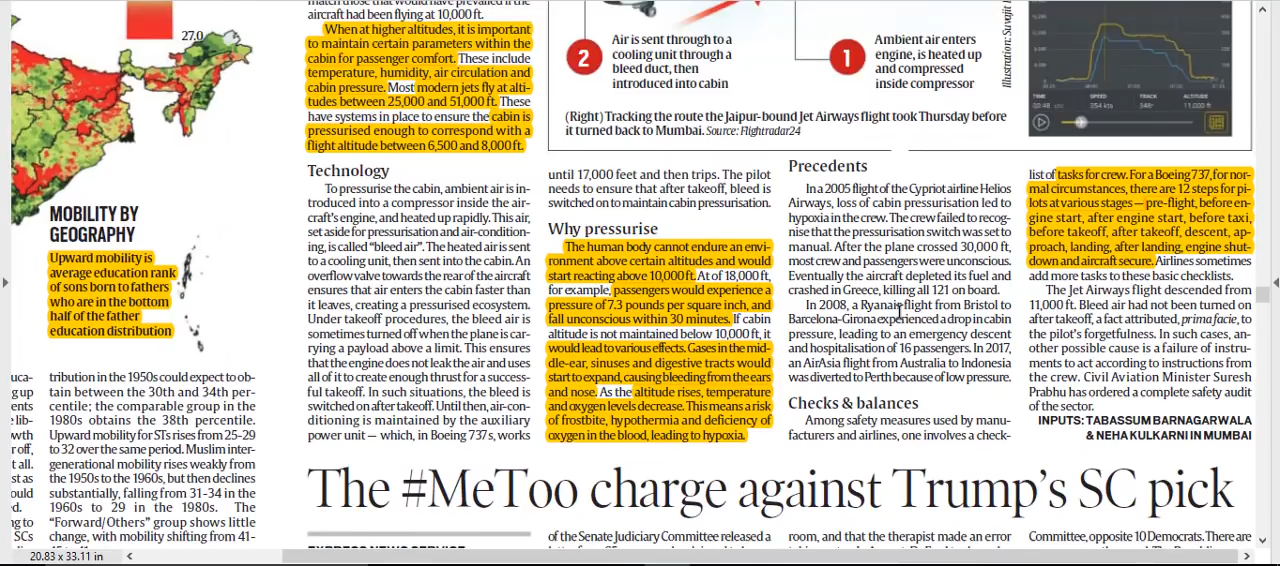 27.0
MOBILITY BY
GEOGRAPHY
Upward mobility is
average education rank
of sons born to fathers
who are in the bottom
half of the father
education distribution
tribution in the 1950s could expect to ob-
tain between the 30th and 34th per-
centile; the comparable group in the
1980s obtains the 38th percentile.
Upward mobility for STs rises from 25-29
to 32 over the same period. Muslim inter-
generational mobility rises weakly from
the 1950s to the 1960s, but then declines
substantially, falling from 31-34 in the
1960s to 29 in the 1980s. The
"Forward/Others" group shows little
change, with mobility shifting from 41-
match those that would have prevailed if the
aircraft had been flying at 10,000 ft.
When at higher altitudes, it is important
to maintain certain parameters within the
cabin for passenger comfort. These include
temperature, humidity, air circulation and
cabin pressure. Most modern jets fly at alti-
tudes between 25,000 and 51,000 ft. These
have systems in place to ensure the cabin is
pressurised enough to correspond with a
flight altitude between 6,500 and 8,000 ft.
Technology
To pressurise the cabin, ambient air is in-
troduced into a compressor inside the air-
craft's engine, and heated up rapidly. This air,
set aside for pressurisation and air-condition-
ing, is called "bleed air". The heated air is sent
to a cooling unit, then sent into the cabin. An
overflow valve towards the rear of the aircraft
ensures that air enters the cabin faster than
it leaves, creating a pressurised ecosystem.
Under takeoff procedures, the bleed air is
sometimes turned off when the plane is car-
rying a payload above a limit. This ensures
that the engine does not leak the air and uses
all of it to create enough thrust for a success-
ful takeoff. In such situations, the bleed is
switched on after takeoff. Until then, air-con-
ditioning is maintained by the auxiliary
power unit — which, in Boeing 737s, works
2
Air is sent through to a
cooling unit through a
bleed duct, then
introduced into cabin
1
Ambient air enters
engine, is heated up
and compressed
inside compressor
Illustration: Suvajit
(Right) Tracking the route the Jaipur-bound Jet Airways flight took Thursday before
it turned back to Mumbai. Source: Flightradar24
TIME
SPEED
TRACK
ALTITUDE
354 kts
11,000 ft
until 17,000 feet and then trips. The pilot
needs to ensure that after takeoff, bleed is
switched on to maintain cabin pressurisation.
Why pressurise
The human body cannot endure an envi-
ronment above certain altitudes and would
start reacting above 10,000 ft. At of 18,000 ft,
for example, passengers would experience a
pressure of 7.3 pounds per square inch, and
fall unconscious within 30 minutes. If cabin
altitude is not maintained below 10,000 ft, it
would lead to various effects. Gases in the mid-
dle-ear, sinuses and digestive tracts would
start to expand, causing bleeding from the ears
and nose. As the altitude rises, temperature
and oxygen levels decrease. This means a risk
of frostbite, hypothermia and deficiency of
oxygen in the blood, leading to hypoxia.
Precedents
In a 2005 flight of the Cypriot airline Helios
Airways, loss of cabin pressurisation led to
hypoxia in the crew. The crew failed to recog-
nise that the pressurisation switch was set to
manual. After the plane crossed 30,000 ft,
most crew and passengers were unconscious.
Eventually the aircraft depleted its fuel and
crashed in Greece, killing all 121 on board.
In 2008, a Ryanair flight from Bristol to
Barcelona-Girona experienced a drop in cabin
pressure, leading to an emergency descent
and hospitalisation of 16 passengers. In 2017,
an AirAsia flight from Australia to Indonesia
was diverted to Perth because of low pressure.
Checks & balances
Among safety measures used by manu-
facturers and airlines, one involves a check-
list of tasks for crew. For a Boeing 737, for nor-
mal circumstances, there are 12 steps for pi-
lots at various stages — pre-flight, before en-
gine start, after engine start, before taxi,
before takeoff, after takeoff, descent, ap-
proach, landing, after landing, engine shut-
down and aircraft secure. Airlines sometimes
add more tasks to these basic checklists.
The Jet Airways flight descended from
11,000 ft. Bleed air had not been turned on
after takeoff, a fact attributed, prima facie, to
the pilot's forgetfulness. In such cases, an-
other possible cause is a failure of instru-
ments to act according to instructions from
the crew. Civil Aviation Minister Suresh
Prabhu has ordered a complete safety audit
of the sector.
INPUTS: TABASSUM BARNAGARWALA
& NEHA KULKARNI IN MUMBAI
The #MeToo charge against Trump's SC pick
of the Senate Judiciary Committee released a
room, and that the therapist made an error
Committee, opposite 10 Democrats. There are
20.83 x 33.11 in